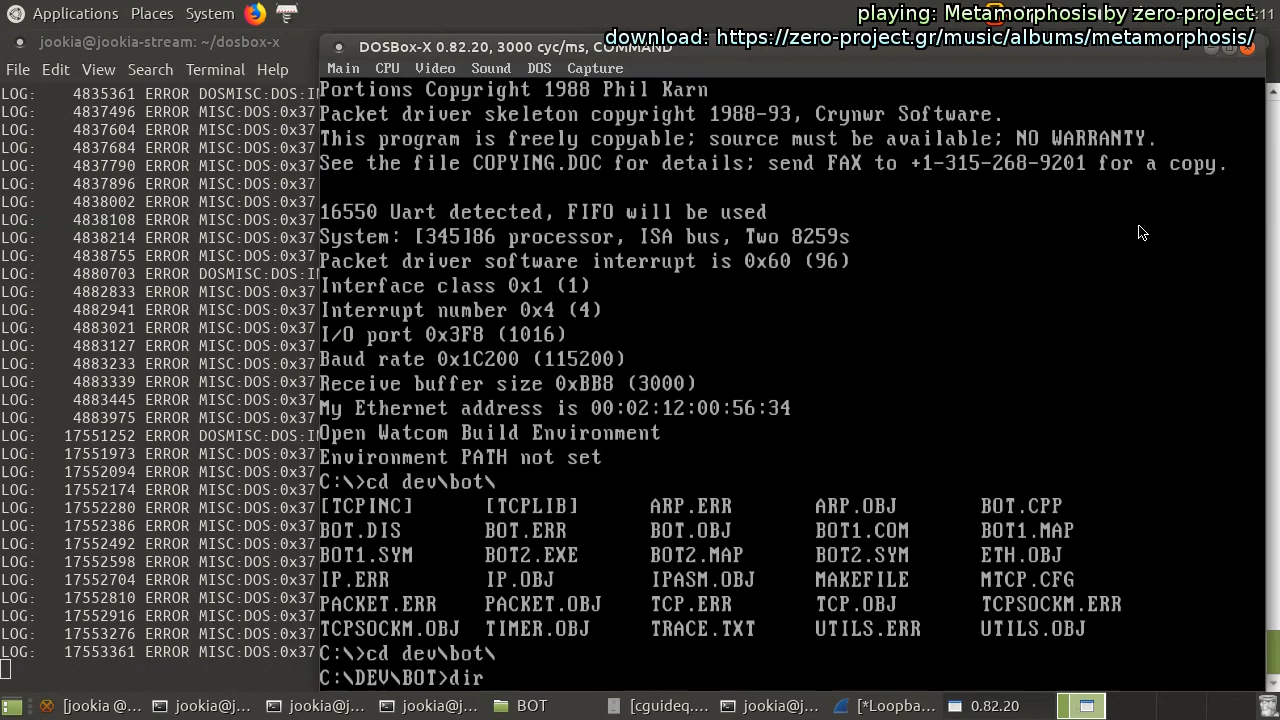 Applications Places System
:11
playing: Metamorphosis by zero-project
download: https://zero-project.gr/music/albums/metamorphosis/
jookia@jookia-stream: ~/dosbox-x
File Edit View Search Terminal Help
LOG: 4835361 ERROR DOSMISC:DOS:IN
LOG: 4837496 ERROR MISC:DOS:0x37
LOG: 4837604 ERROR MISC:DOS:0x37
LOG: 4837684 ERROR MISC:DOS:0x37
LOG: 4837790 ERROR MISC:DOS:0x37
LOG: 4837896 ERROR MISC:DOS:0x37
LOG: 4838002 ERROR MISC:DOS:0x37
LOG: 4838108 ERROR MISC:DOS:0x37
LOG: 4838214 ERROR MISC:DOS:0x37
LOG: 4838755 ERROR MISC:DOS:0x37
LOG: 4880703 ERROR DOSMISC:DOS:IN
LOG: 4882833 ERROR MISC:DOS:0x37
LOG: 4882941 ERROR MISC:DOS:0x37
LOG: 4883021 ERROR MISC:DOS:0x37
LOG: 4883127 ERROR MISC:DOS:0x37
LOG: 4883233 ERROR MISC:DOS:0x37
LOG: 4883339 ERROR MISC:DOS:0x37
LOG: 4883445 ERROR MISC:DOS:0x37
LOG: 4883975 ERROR MISC:DOS:0x37
LOG: 17551252 ERROR DOSMISC:DOS:IN
LOG: 17551973 ERROR MISC:DOS:0x37
LOG: 17552094 ERROR MISC:DOS:0x37
LOG: 17552174 ERROR MISC:DOS:0x37
LOG: 17552280 ERROR MISC:DOS:0x37
LOG: 17552386 ERROR MISC:DOS:0x37
LOG: 17552492 ERROR MISC:DOS:0x37
LOG: 17552598 ERROR MISC:DOS:0x37
LOG: 17552704 ERROR MISC:DOS:0x37
LOG: 17552810 ERROR MISC:DOS:0x37
LOG: 17552916 ERROR MISC:DOS:0x37
LOG: 17553276 ERROR MISC:DOS:0x37
LOG: 17553361 ERROR MISC:DOS:0x37
DOSBox-X 0.82.20, 3000 cyc/ms, COMMAND
Main CPU Video Sound DOS Capture
Portions Copyright 1988 Phil Karn
Packet driver skeleton copyright 1988-93, Crynwr Software.
This program is freely copyable; source must be available; NO WARRANTY.
See the file COPYING.DOC for details; send FAX to +1-315-268-9201 for a copy.
16550 Uart detected, FIFO will be used
System: [345]86 processor, ISA bus, Two 8259s
Packet driver software interrupt is 0x60 (96)
Interface class 0x1 (1)
Interrupt number 0x4 (4)
I/O port 0x3F8 (1016)
Baud rate 0x1C200 (115200)
Receive buffer size 0xBB8 (3000)
My Ethernet address is 00:02:12:00:56:34
Open Watcom Build Environment
Environment PATH not set
C:\>cd dev\bot\
[TCPINC] [TCPLIB] ARP.ERR ARP.OBJ BOT.CPP
BOT.DIS BOT.ERR BOT.OBJ BOT1.COM BOT1.MAP
BOT1.SYM BOT2.EXE BOT2.MAP BOT2.SYM ETH.OBJ
IP.ERR IP.OBJ IPASM.OBJ MAKEFILE MTCP.CFG
PACKET.ERR PACKET.OBJ TCP.ERR TCP.OBJ TCPSOCKM.ERR
TCPSOCKM.OBJ TIMER.OBJ TRACE.TXT UTILS.ERR UTILS.OBJ
C:\>cd dev\bot\
C:\DEV\BOT>dir
[jookia @... jookia@j... jookia@j... jookia@j... BOT [cguideq.... jookia@j... [*Loopba... 0.82.20